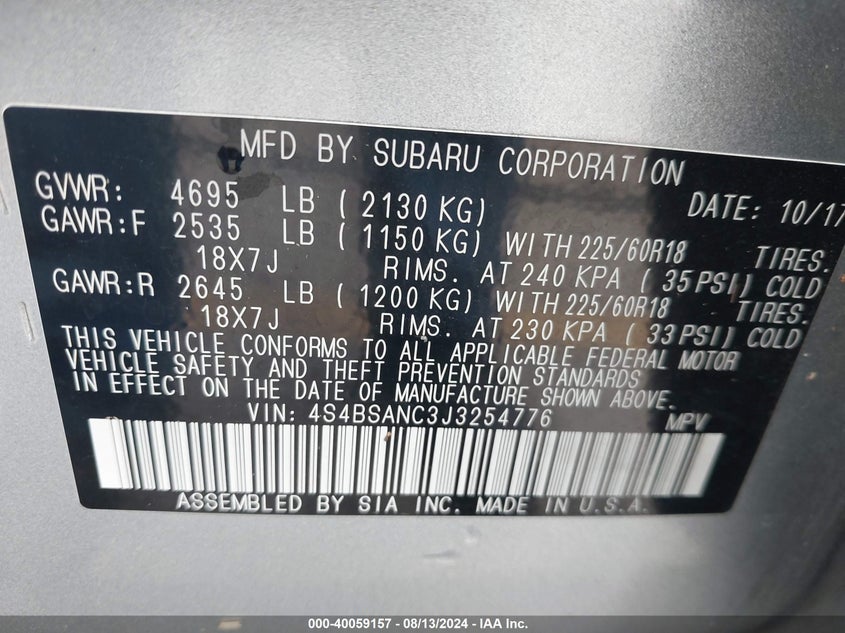 MFD BY SUBARU CORPORATION
GVWR: 4695 LB ( 2130 KG) DATE: 10/17
GAWR:F 2535 LB ( 1150 KG) WITH 225/60R18 TIRES.
18X7J RIMS. AT 240 KPA ( 35 PSI) COLD
GAWR:R 2645 LB ( 1200 KG) WITH 225/60R18 TIRES.
18X7J RIMS. AT 230 KPA ( 33 PSI) COLD
THIS VEHICLE CONFORMS TO ALL APPLICABLE FEDERAL MOTOR
VEHICLE SAFETY AND THEFT PREVENTION STANDARDS
IN EFFECT ON THE DATE OF MANUFACTURE SHOWN ABOVE.
VIN: 4S4BSANC3J3254776 MPV
ASSEMBLED BY SIA INC. MADE IN U.S.A.
000-40059157 - 08/13/2024 - IAA Inc.